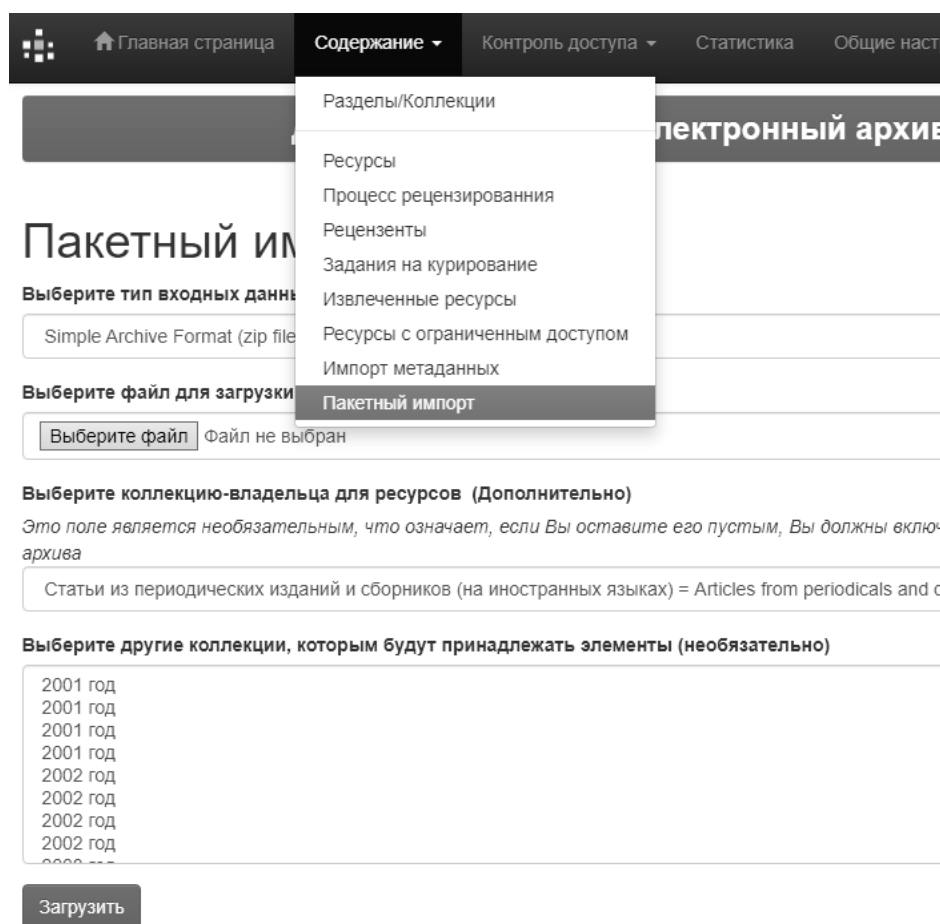 Главная страница Содержание Контроль доступа Статистика Общие наст
Разделы/Коллекции
лектронный архив
Ресурсы
Процесс рецензированния
Рецензенты
Задания на курирование
Извлеченные ресурсы
Ресурсы с ограниченным доступом
Импорт метаданных
Пакетный импорт
Пакетный им
Выберите тип входных данны
Simple Archive Format (zip file
Выберите файл для загрузки
Выберите файл Файл не выбран
Выберите коллекцию-владельца для ресурсов (Дополнительно)
Это поле является необязательным, что означает, если Вы оставите его пустым, Вы должны включ
архива
Статьи из периодических изданий и сборников (на иностранных языках) = Articles from periodicals and c
Выберите другие коллекции, которым будут принадлежать элементы (необязательно)
2001 год
2001 год
2001 год
2001 год
2002 год
2002 год
2002 год
2002 год
Загрузить